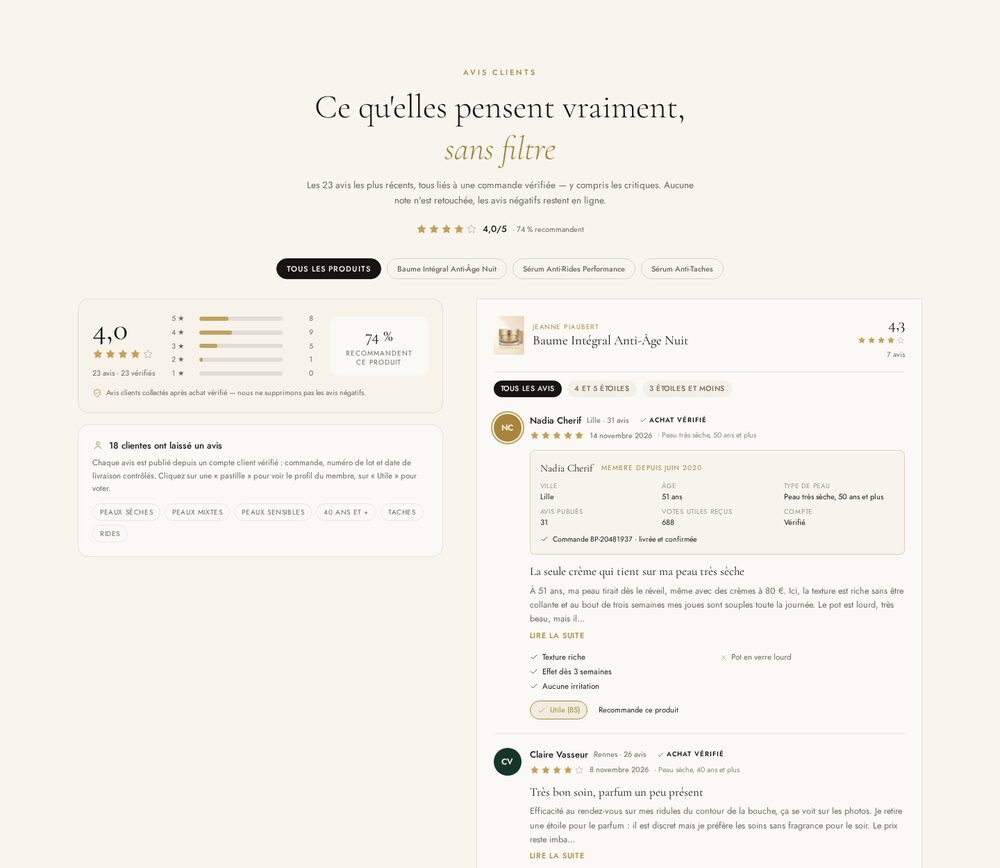 AVIS CLIENTS
Ce qu'elles pensent vraiment,
sans filtre
Les 23 avis les plus récents, tous liés à une commande vérifiée — y compris les critiques. Aucune
note n'est retouchée, les avis négatifs restent en ligne.
4,0/5 · 74 % recommandent
TOUS LES PRODUITS
Baume Intégral Anti-Âge Nuit
Sérum Anti-Rides Performance
Sérum Anti-Taches
4,0
23 avis · 23 vérifiés
5 ★ 8
4 ★ 9
3 ★ 5
2 ★ 1
1 ★ 0
74 %
RECOMMANDENT
CE PRODUIT
Avis clients collectés après achat vérifié — nous ne supprimons pas les avis négatifs.
18 clientes ont laissé un avis
Chaque avis est publié depuis un compte client vérifié : commande, numéro de lot et date de
livraison contrôlés. Cliquez sur une « pastille » pour voir le profil du membre, sur « Utile » pour
voter.
PEAUX SÈCHES
PEAUX MIXTES
PEAUX SENSIBLES
40 ANS ET +
TACHES
RIDES
JEANNE PIAUBERT
Baume Intégral Anti-Âge Nuit
4,3
7 avis
TOUS LES AVIS
4 ET 5 ÉTOILES
3 ÉTOILES ET MOINS
NC
Nadia Cherif Lille · 31 avis ACHAT VÉRIFIÉ
14 novembre 2026 · Peau très sèche, 50 ans et plus
Nadia Cherif MEMBRE DEPUIS JUIN 2020
VILLE
Lille
ÂGE
51 ans
TYPE DE PEAU
Peau très sèche, 50 ans et plus
AVIS PUBLIÉS
31
VOTES UTILES REÇUS
688
COMPTE
Vérifié
Commande BP-20481937 · livrée et confirmée
La seule crème qui tient sur ma peau très sèche
À 51 ans, ma peau tirait dès le réveil, même avec des crèmes à 80 €. Ici, la texture est riche sans être
collante et au bout de trois semaines mes joues sont souples toute la journée. Le pot est lourd, très
beau, mais il…
LIRE LA SUITE
Texture riche
Effet dès 3 semaines
Aucune irritation
Pot en verre lourd
Utile (85)
Recommande ce produit
CV
Claire Vasseur Rennes · 26 avis ACHAT VÉRIFIÉ
8 novembre 2026 · Peau sèche, 40 ans et plus
Très bon soin, parfum un peu présent
Efficacité au rendez-vous sur mes ridules du contour de la bouche, ça se voit sur les photos. Je retire
une étoile pour le parfum : il est discret mais je préfère les soins sans fragrance pour le soir. Le prix
reste imba…
LIRE LA SUITE